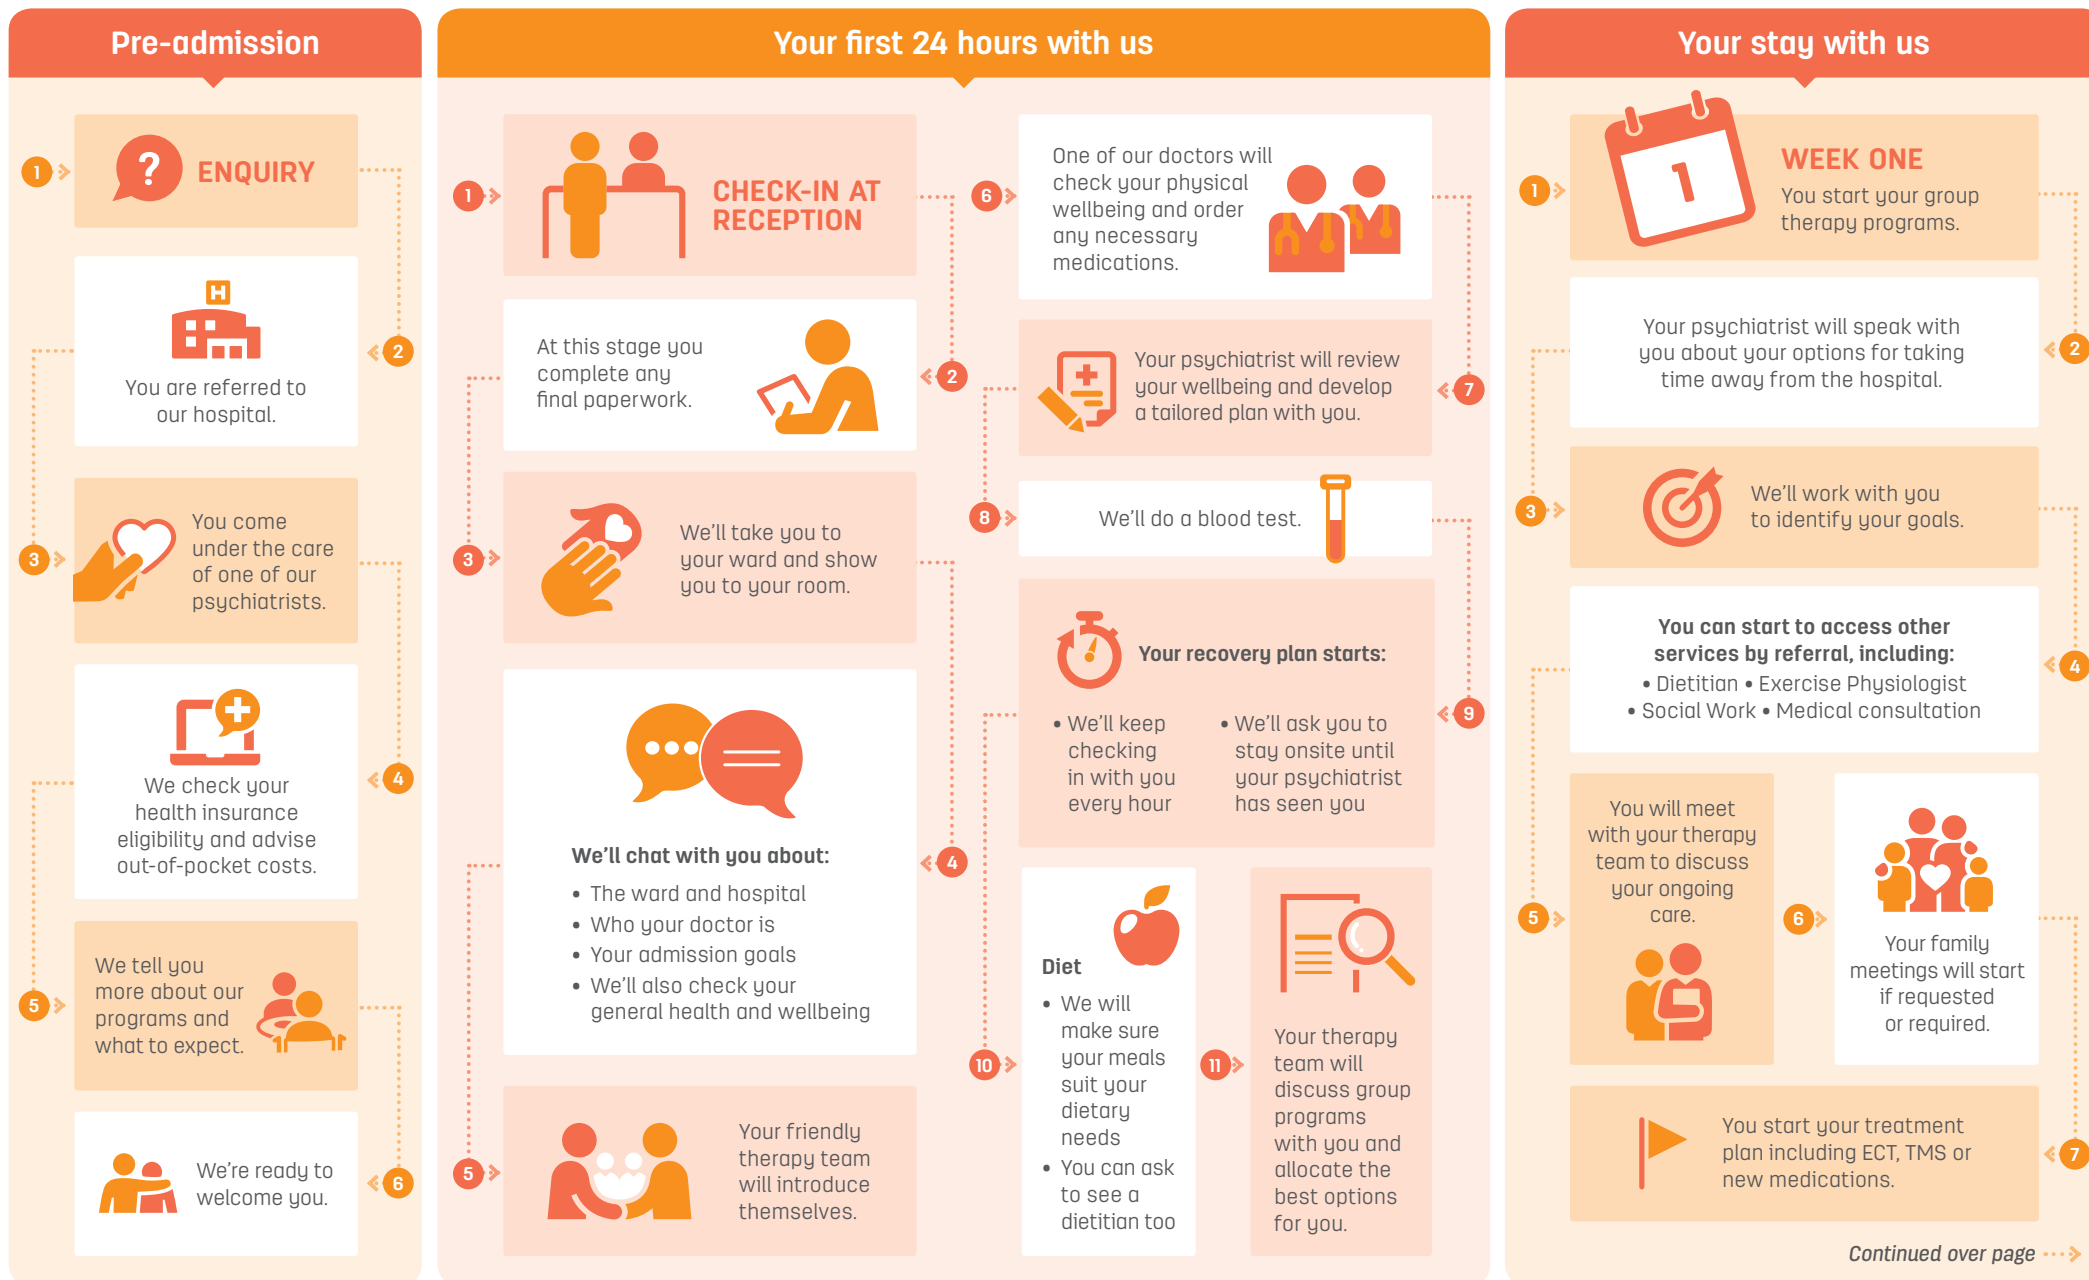 Pre-admission
1
?
ENQUIRY
H
You are referred to
our hospital.
2
3
You come
under the care
of one of our
psychiatrists.
We check your
health insurance
eligibility and advise
out-of-pocket costs.
4
5
We tell you
more about our
programs and
what to expect.
We're ready to
welcome you.
6
Your first 24 hours with us
1
CHECK-IN AT
RECEPTION
At this stage you
complete any
final paperwork.
2
3
We'll take you to
your ward and show
you to your room.
We'll chat with you about:
• The ward and hospital
• Who your doctor is
• Your admission goals
• We'll also check your
general health and wellbeing
4
5
Your friendly
therapy team
will introduce
themselves.
6
One of our doctors will
check your physical
wellbeing and order
any necessary
medications.
Your psychiatrist will review
your wellbeing and develop
a tailored plan with you.
7
8
We'll do a blood test.
Your recovery plan starts:
• We'll keep
checking
in with you
every hour
• We'll ask you to
stay onsite until
your psychiatrist
has seen you
9
10
Diet
• We will
make sure
your meals
suit your
dietary
needs
• You can ask
to see a
dietitian too
11
Your therapy
team will
discuss group
programs
with you and
allocate the
best options
for you.
Your stay with us
1
1
WEEK ONE
You start your group
therapy programs.
Your psychiatrist will speak with
you about your options for taking
time away from the hospital.
2
3
We'll work with you
to identify your goals.
You can start to access other
services by referral, including:
• Dietitian • Exercise Physiologist
• Social Work • Medical consultation
4
5
You will meet
with your therapy
team to discuss
your ongoing
care.
6
Your family
meetings will start
if requested
or required.
You start your treatment
plan including ECT, TMS or
new medications.
7
Continued over page